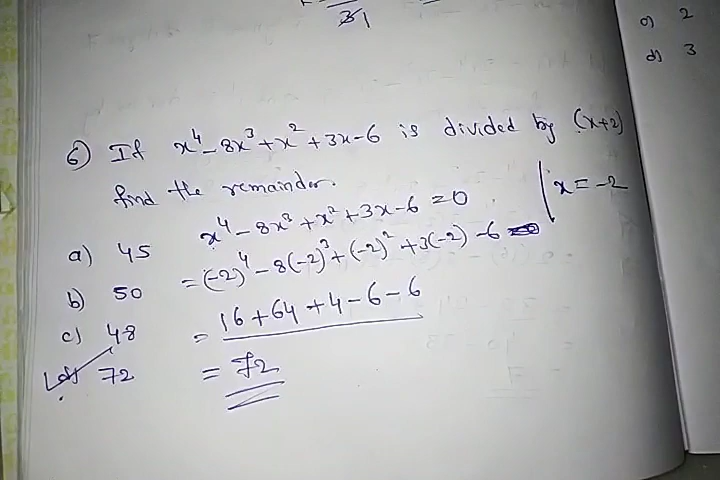 31
c) 2
d) 3
6) If x⁴-8x³+x²+3x-6 is divided by (x+2)
find the remainder.
x = -2
x⁴-8x³+x²+3x-6=0
a) 45
=(-2)⁴-8(-2)³+(-2)²+3(-2)-6
b) 50
= 16+64+4-6-6
c) 48
d) 72
= 72